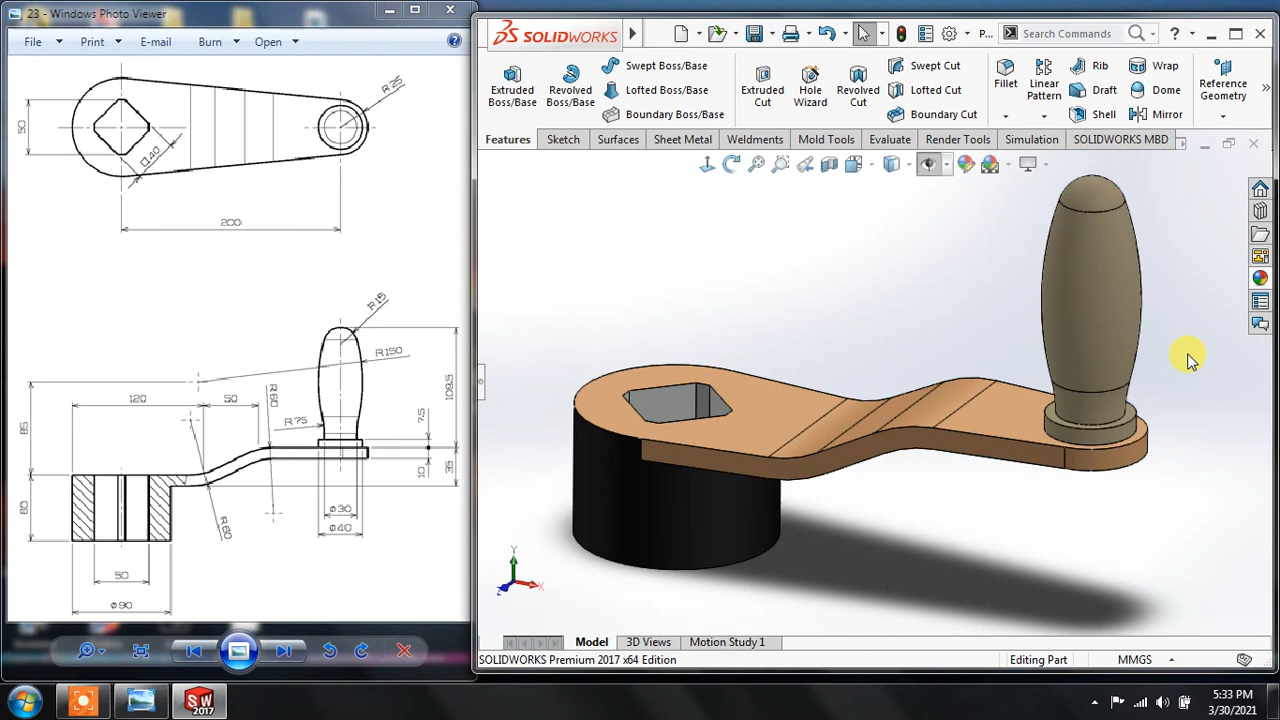 23 - Windows Photo Viewer
File Print E-mail Burn Open
R 25
50
□40
200
R15
R150
120
50
R60
109.5
7.5
R75
85
35
10
60
R60
ø30
ø40
50
ø90
SOLIDWORKS
P...
Search Commands
Extruded Boss/Base
Revolved Boss/Base
Swept Boss/Base
Lofted Boss/Base
Boundary Boss/Base
Extruded Cut
Hole Wizard
Revolved Cut
Swept Cut
Lofted Cut
Boundary Cut
Fillet
Linear Pattern
Rib
Draft
Shell
Wrap
Dome
Mirror
Reference Geometry
Features Sketch Surfaces Sheet Metal Weldments Mold Tools Evaluate Render Tools Simulation SOLIDWORKS MBD
Y
X
Z
Model 3D Views Motion Study 1
SOLIDWORKS Premium 2017 x64 Edition Editing Part MMGS
SW
2017
5:33 PM
3/30/2021